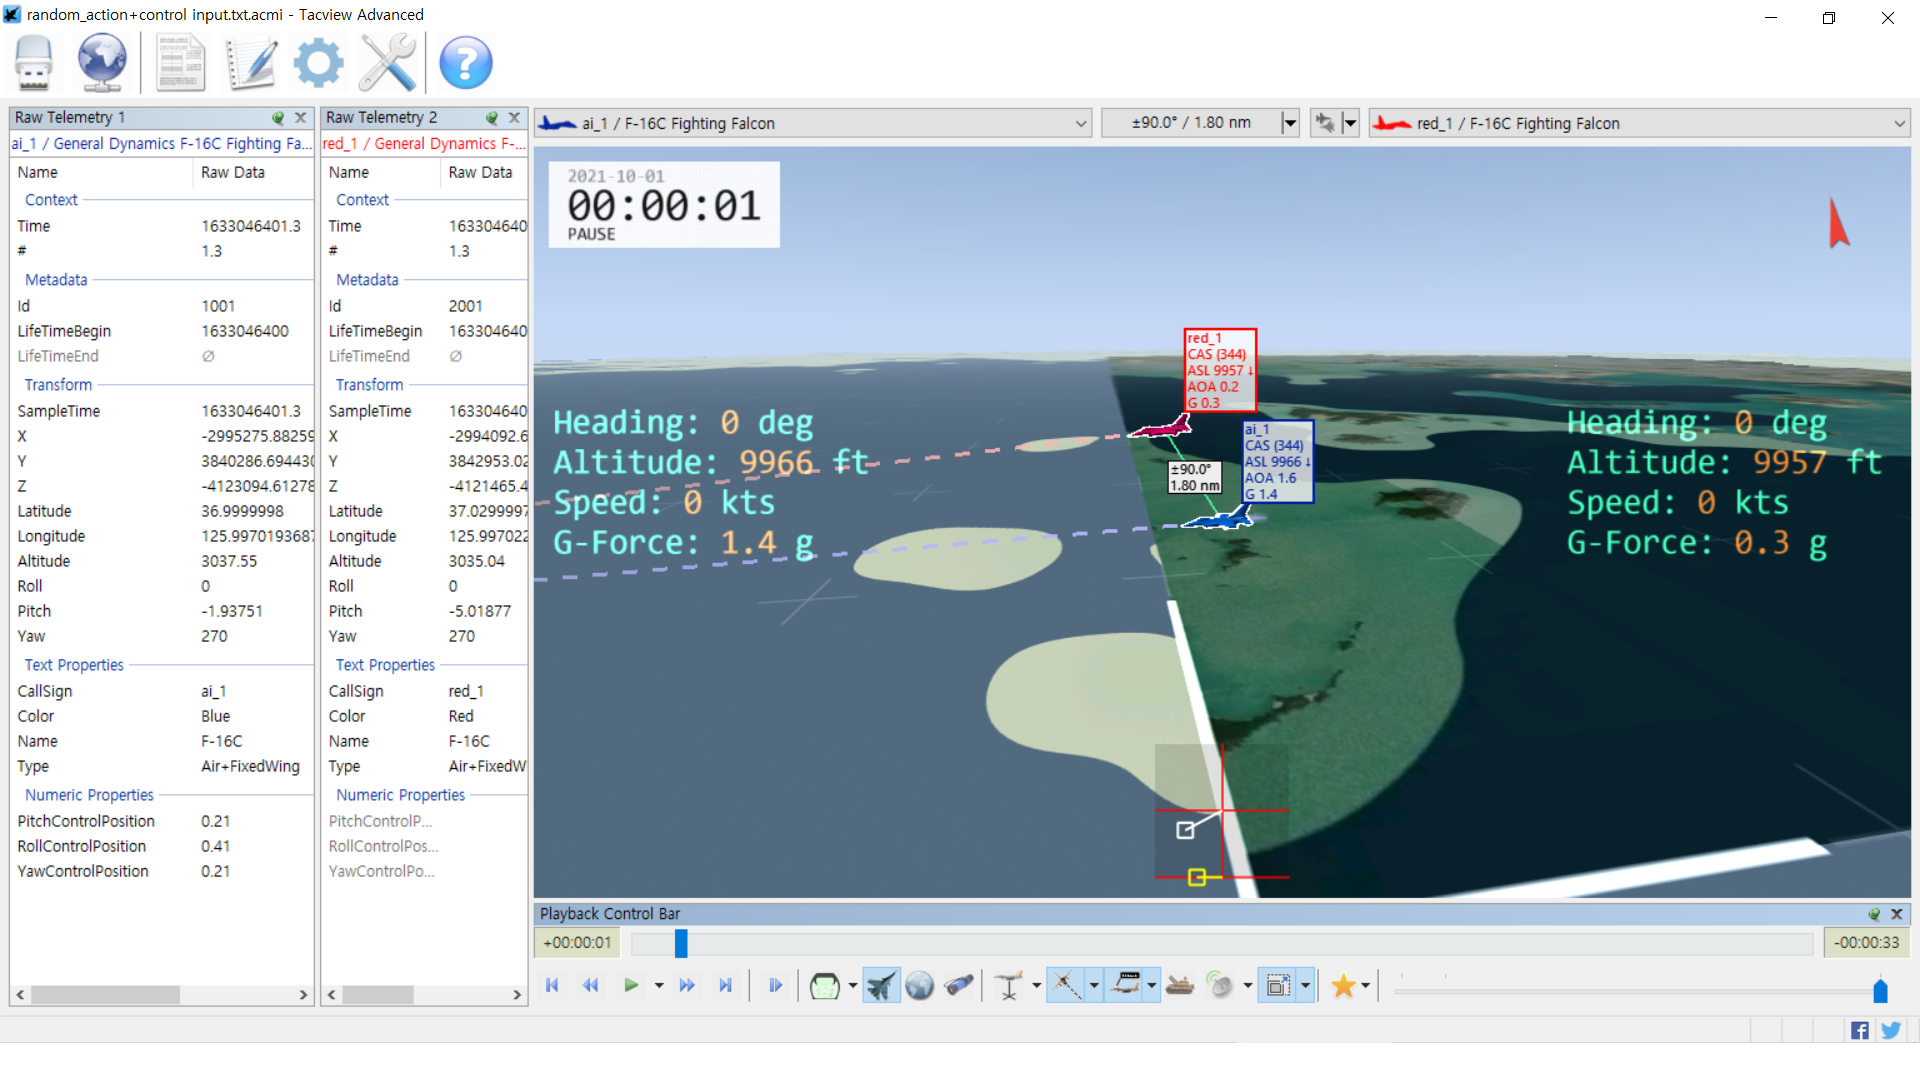 random_action+control input.txt.acmi - Tacview Advanced
Raw Telemetry 1
ai_1 / General Dynamics F-16C Fighting Fa...
Name Raw Data
Context
Time 1633046401.3
# 1.3
Metadata
Id 1001
LifeTimeBegin 1633046400
LifeTimeEnd ∅
Transform
SampleTime 1633046401.3
X -2995275.88259
Y 3840286.69443
Z -4123094.61278
Latitude 36.9999998
Longitude 125.9970193687
Altitude 3037.55
Roll 0
Pitch -1.93751
Yaw 270
Text Properties
CallSign ai_1
Color Blue
Name F-16C
Type Air+FixedWing
Numeric Properties
PitchControlPosition 0.21
RollControlPosition 0.41
YawControlPosition 0.21
Raw Telemetry 2
red_1 / General Dynamics F-...
Name Raw Data
Context
Time 163304640
# 1.3
Metadata
Id 2001
LifeTimeBegin 163304640
LifeTimeEnd ∅
Transform
SampleTime 163304640
X -2994092.6
Y 3842953.02
Z -4121465.4
Latitude 37.0299997
Longitude 125.997022
Altitude 3035.04
Roll 0
Pitch -5.01877
Yaw 270
Text Properties
CallSign red_1
Color Red
Name F-16C
Type Air+FixedW
Numeric Properties
PitchControlP...
RollControlPos...
YawControlPo...
ai_1 / F-16C Fighting Falcon
±90.0° / 1.80 nm
red_1 / F-16C Fighting Falcon
2021-10-01
00:00:01
PAUSE
Heading: 0 deg
Altitude: 9966 ft
Speed: 0 kts
G-Force: 1.4 g
red_1
CAS (344)
ASL 9957 ↓
AOA 0.2
G 0.3
ai_1
CAS (344)
ASL 9966 ↓
AOA 1.6
G 1.4
±90.0°
1.80 nm
Heading: 0 deg
Altitude: 9957 ft
Speed: 0 kts
G-Force: 0.3 g
Playback Control Bar
+00:00:01
-00:00:33